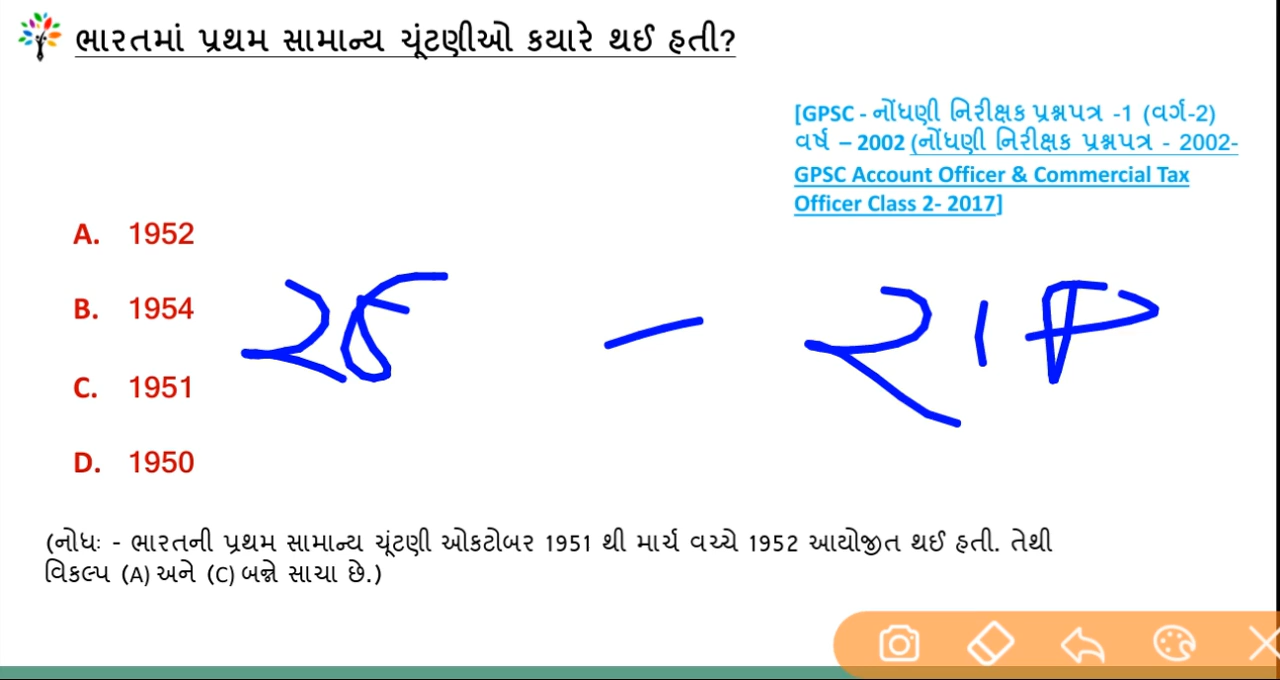 ભારતમાં પ્રથમ સામાન્ય ચૂંટણીઓ કયારે થઈ હતી?
[GPSC - નોંધણી નિરીક્ષક પ્રશ્નપત્ર -1 (વર્ગ-2)
વર્ષ – 2002 (નોંધણી નિરીક્ષક પ્રશ્નપત્ર - 2002-
GPSC Account Officer & Commercial Tax
Officer Class 2- 2017]
A. 1952
B. 1954
C. 1951
D. 1950
(નોધઃ - ભારતની પ્રથમ સામાન્ય ચૂંટણી ઓકટોબર 1951 થી માર્ચ વચ્ચે 1952 આયોજીત થઈ હતી. તેથી
વિકલ્પ (A) અને (C) બન્ને સાચા છે.)